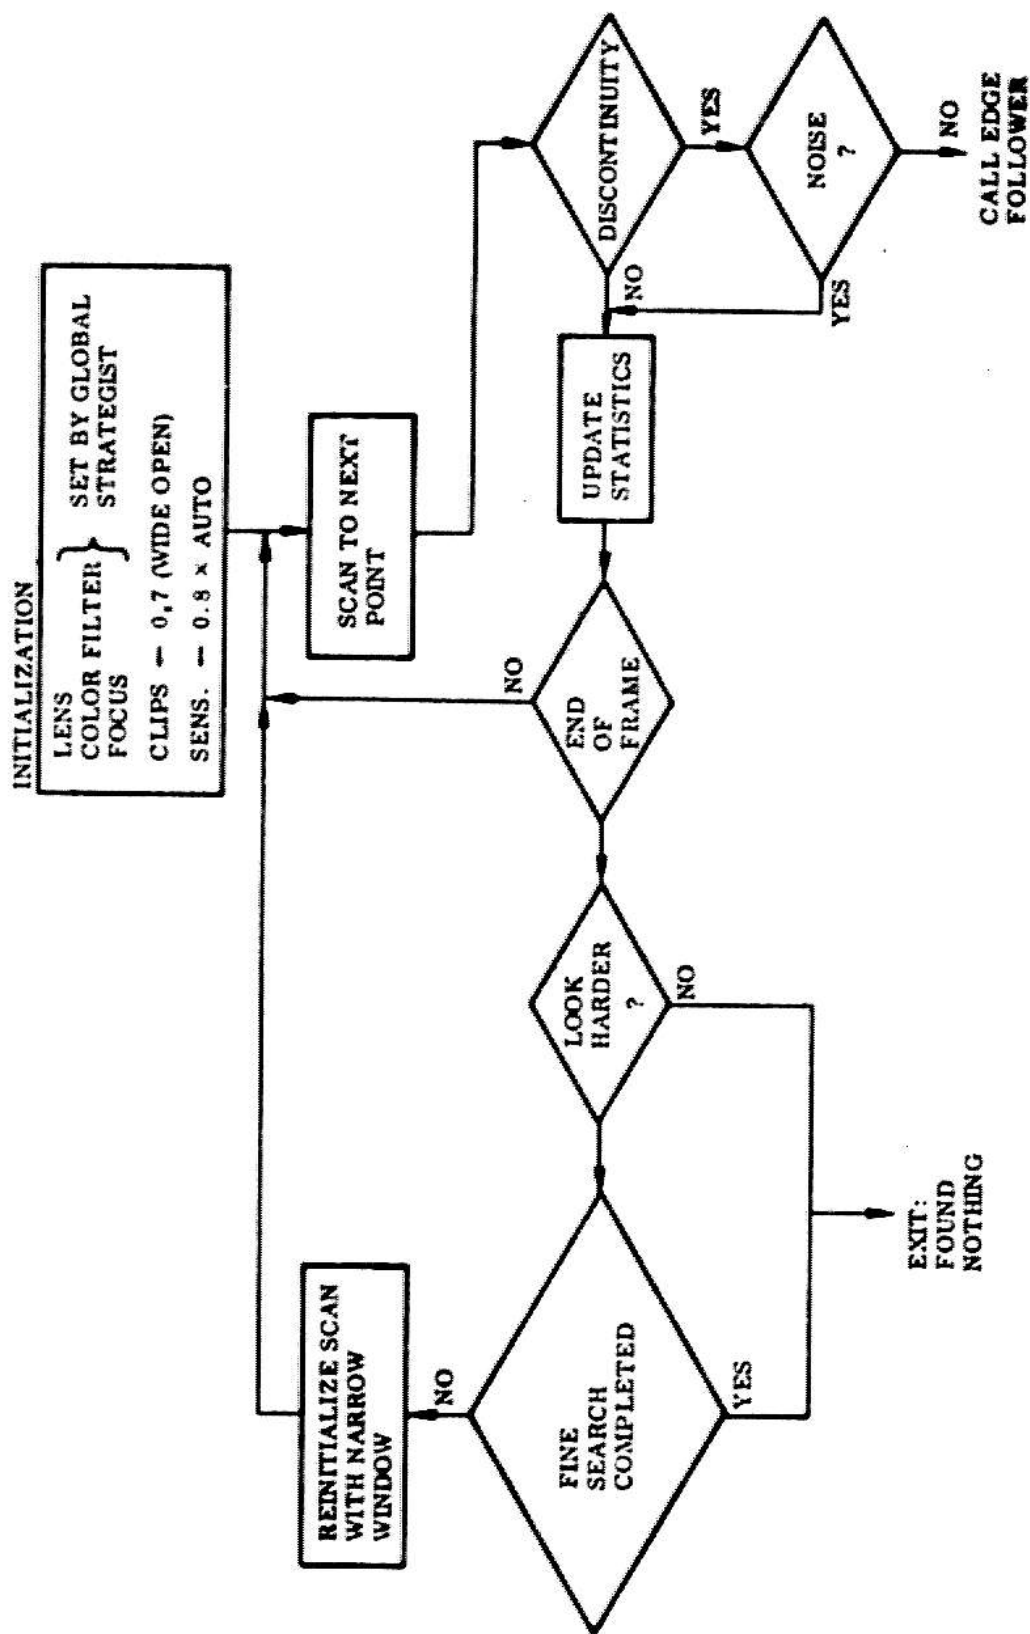 INITIALIZATION
LENS
COLOR FILTER
FOCUS
SET BY GLOBAL
STRATEGIST
CLIPS — 0,7 (WIDE OPEN)
SENS. — 0.8 × AUTO
SCAN TO NEXT
POINT
DISCONTINUITY
YES
NO
NOISE
?
YES
NO
CALL EDGE
FOLLOWER
UPDATE
STATISTICS
END
OF
FRAME
NO
LOOK
HARDER
?
NO
FINE
SEARCH
COMPLETED
NO
YES
REINITIALIZE SCAN
WITH NARROW
WINDOW
EXIT:
FOUND
NOTHING